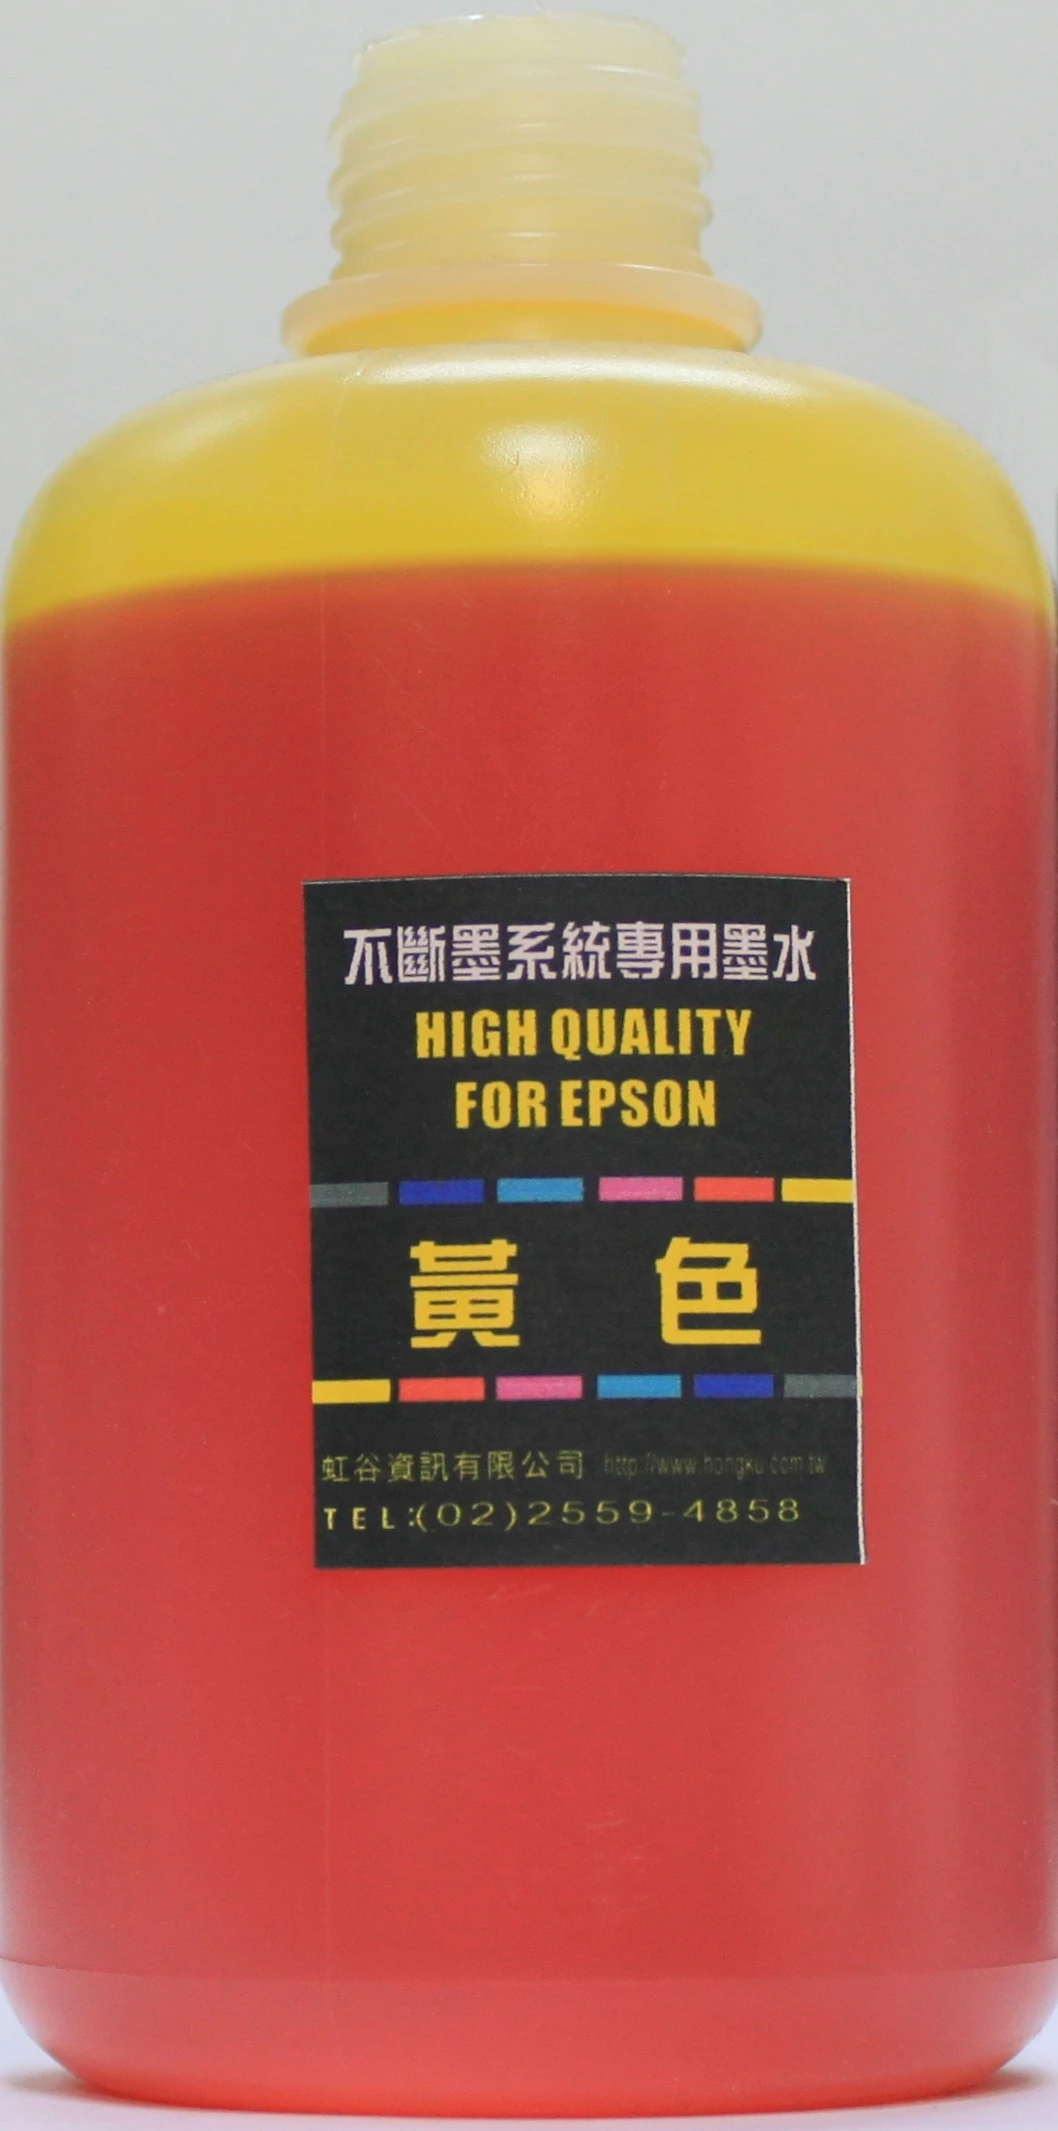 不斷墨系統專用墨水
HIGH QUALITY
FOR EPSON
黃 色
虹谷資訊有限公司 http://www.hongku.com.tw
TEL:(02)2559-4858